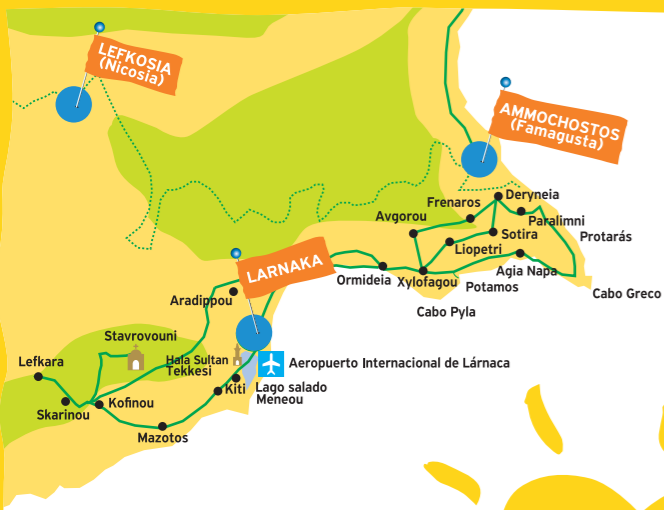 LEFKOSIA
(Nicosia)
AMMOCHOSTOS
(Famagusta)
Deryneia
Frenaros
Avgorou
Paralimni
Sotira
Protarás
Liopetri
LARNAKA
Agia Napa
Ormideia
Xylofagou
Potamos
Cabo Greco
Aradippou
Cabo Pyla
Stavrovouni
Hala Sultan
Tekkesi
Aeropuerto Internacional de Lárnaca
Lefkara
Kiti
Lago salado
Meneou
Skarinou
Kofinou
Mazotos